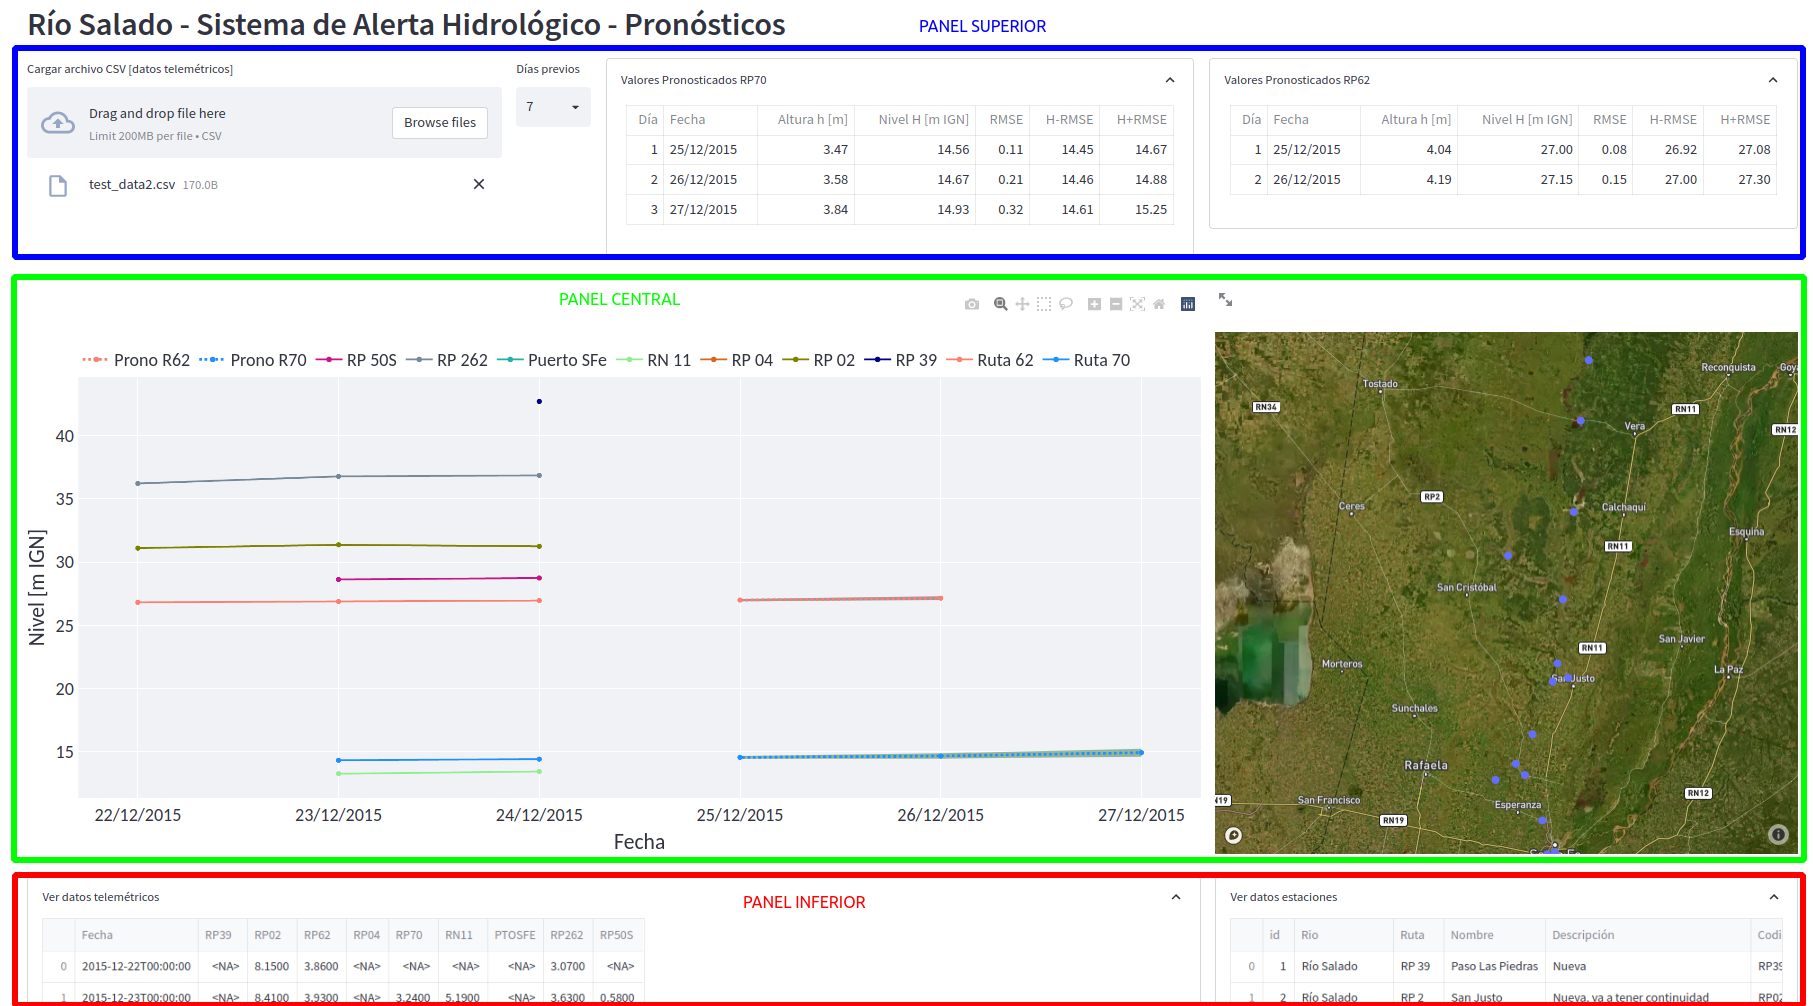 Río Salado - Sistema de Alerta Hidrológico - Pronósticos
PANEL SUPERIOR
Cargar archivo CSV [datos telemétricos]
Drag and drop file here
Limit 200MB per file • CSV
Browse files
test_data2.csv 170.0B
Días previos
7
Valores Pronosticados RP70
Día Fecha Altura h [m] Nivel H [m IGN] RMSE H-RMSE H+RMSE
1 25/12/2015 3.47 14.56 0.11 14.45 14.67
2 26/12/2015 3.58 14.67 0.21 14.46 14.88
3 27/12/2015 3.84 14.93 0.32 14.61 15.25
Valores Pronosticados RP62
Día Fecha Altura h [m] Nivel H [m IGN] RMSE H-RMSE H+RMSE
1 25/12/2015 4.04 27.00 0.08 26.92 27.08
2 26/12/2015 4.19 27.15 0.15 27.00 27.30
PANEL CENTRAL
Prono R62 Prono R70 RP 50S RP 262 Puerto SFe RN 11 RP 04 RP 02 RP 39 Ruta 62 Ruta 70
Nivel [m IGN]
40
35
30
25
20
15
22/12/2015 23/12/2015 24/12/2015 25/12/2015 26/12/2015 27/12/2015
Fecha
Reconquista
Goya
Tostado
RN34
RN11
Vera
RN12
RP2
Ceres
Calchaquí
Esquina
RN11
San Cristóbal
San Javier
RN11
Morteros
La Paz
San Justo
Sunchales
Rafaela
RN12
N19
San Francisco
Esperanza
RN19
PANEL INFERIOR
Ver datos telemétricos
Fecha RP39 RP02 RP62 RP04 RP70 RN11 PTOSFE RP262 RP50S
0 2015-12-22T00:00:00 <NA> 8.1500 3.8600 <NA> <NA> <NA> <NA> 3.0700 <NA>
1 2015-12-23T00:00:00 <NA> 8.4100 3.9300 <NA> 3.2400 5.1900 <NA> 3.6300 0.5800
Ver datos estaciones
id Rio Ruta Nombre Descripción Codi
0 1 Río Salado RP 39 Paso Las Piedras Nueva RP39
1 2 Río Salado RP 2 San Justo Nueva, va a tener continuidad RP02